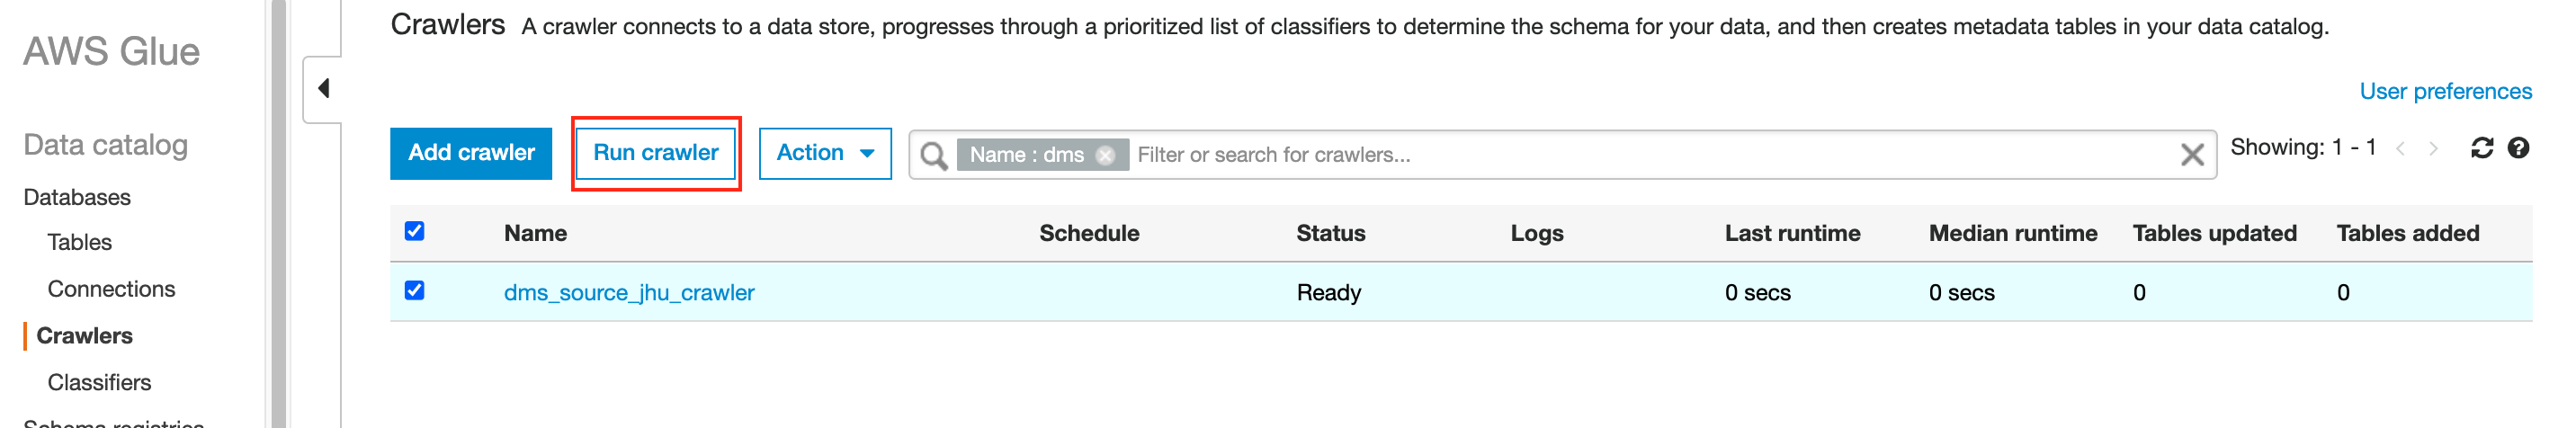 Crawlers A crawler connects to a data store, progresses through a prioritized list of classifiers to determine the schema for your data, and then creates metadata tables in your data catalog.
AWS Glue
User preferences
Data catalog
Add crawler Run crawler Action Name : dms Filter or search for crawlers... Showing: 1 - 1
Databases
Tables
Name Schedule Status Logs Last runtime Median runtime Tables updated Tables added
Connections
dms_source_jhu_crawler Ready 0 secs 0 secs 0 0
Crawlers
Classifiers
Schema registries